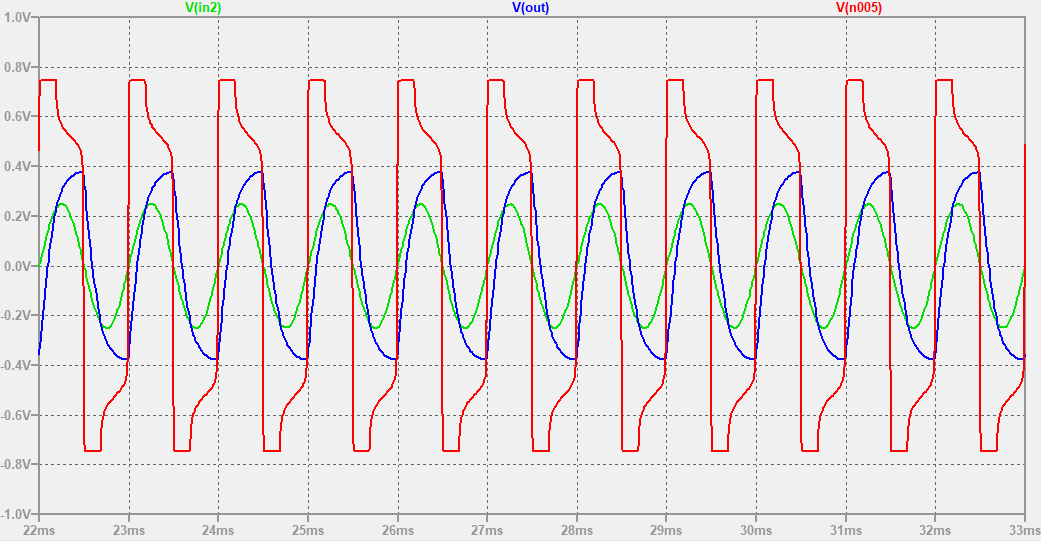 V(in2) V(out) V(n005)
1.0V
0.8V
0.6V
0.4V
0.2V
0.0V
-0.2V
-0.4V
-0.6V
-0.8V
-1.0V
22ms 23ms 24ms 25ms 26ms 27ms 28ms 29ms 30ms 31ms 32ms 33ms